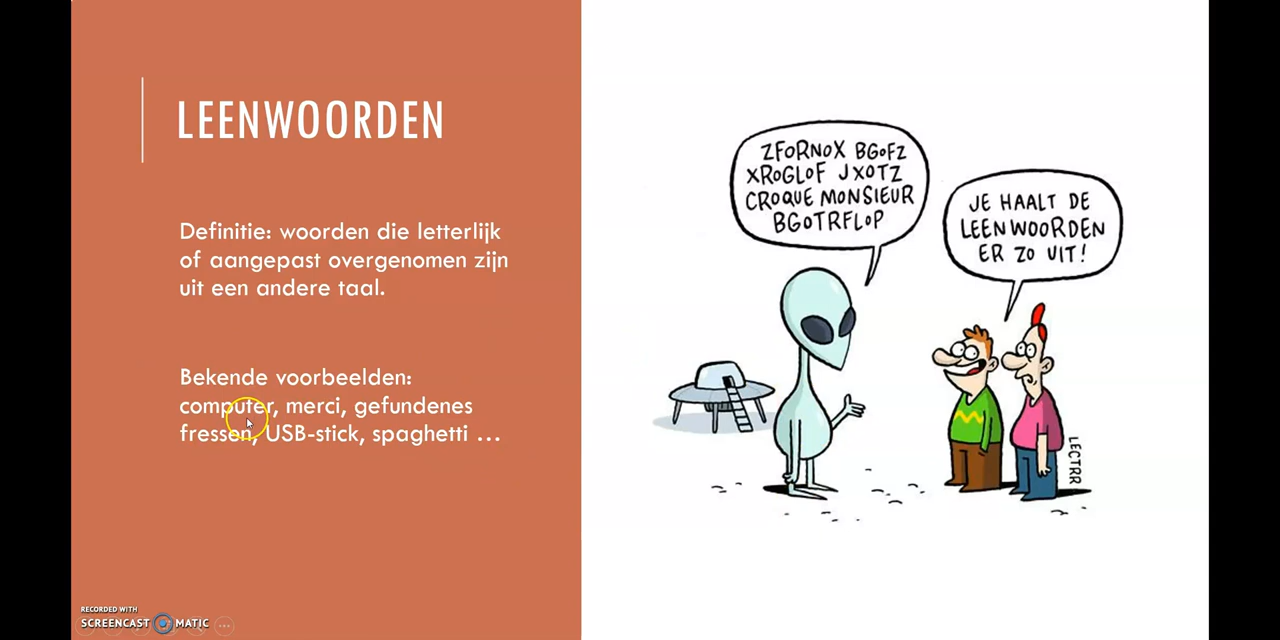 LEENWOORDEN
Definitie: woorden die letterlijk
of aangepast overgenomen zijn
uit een andere taal.
Bekende voorbeelden:
computer, merci, gefundenes
fressen, USB-stick, spaghetti ...
ZFORNOX BGOFZ
XROGLOF JXOTZ
CROQUE MONSIEUR
BGOTRFLOP
JE HAALT DE
LEENWOORDEN
ER ZO UIT!
LECTRR
RECORDED WITH
SCREENCAST MATIC